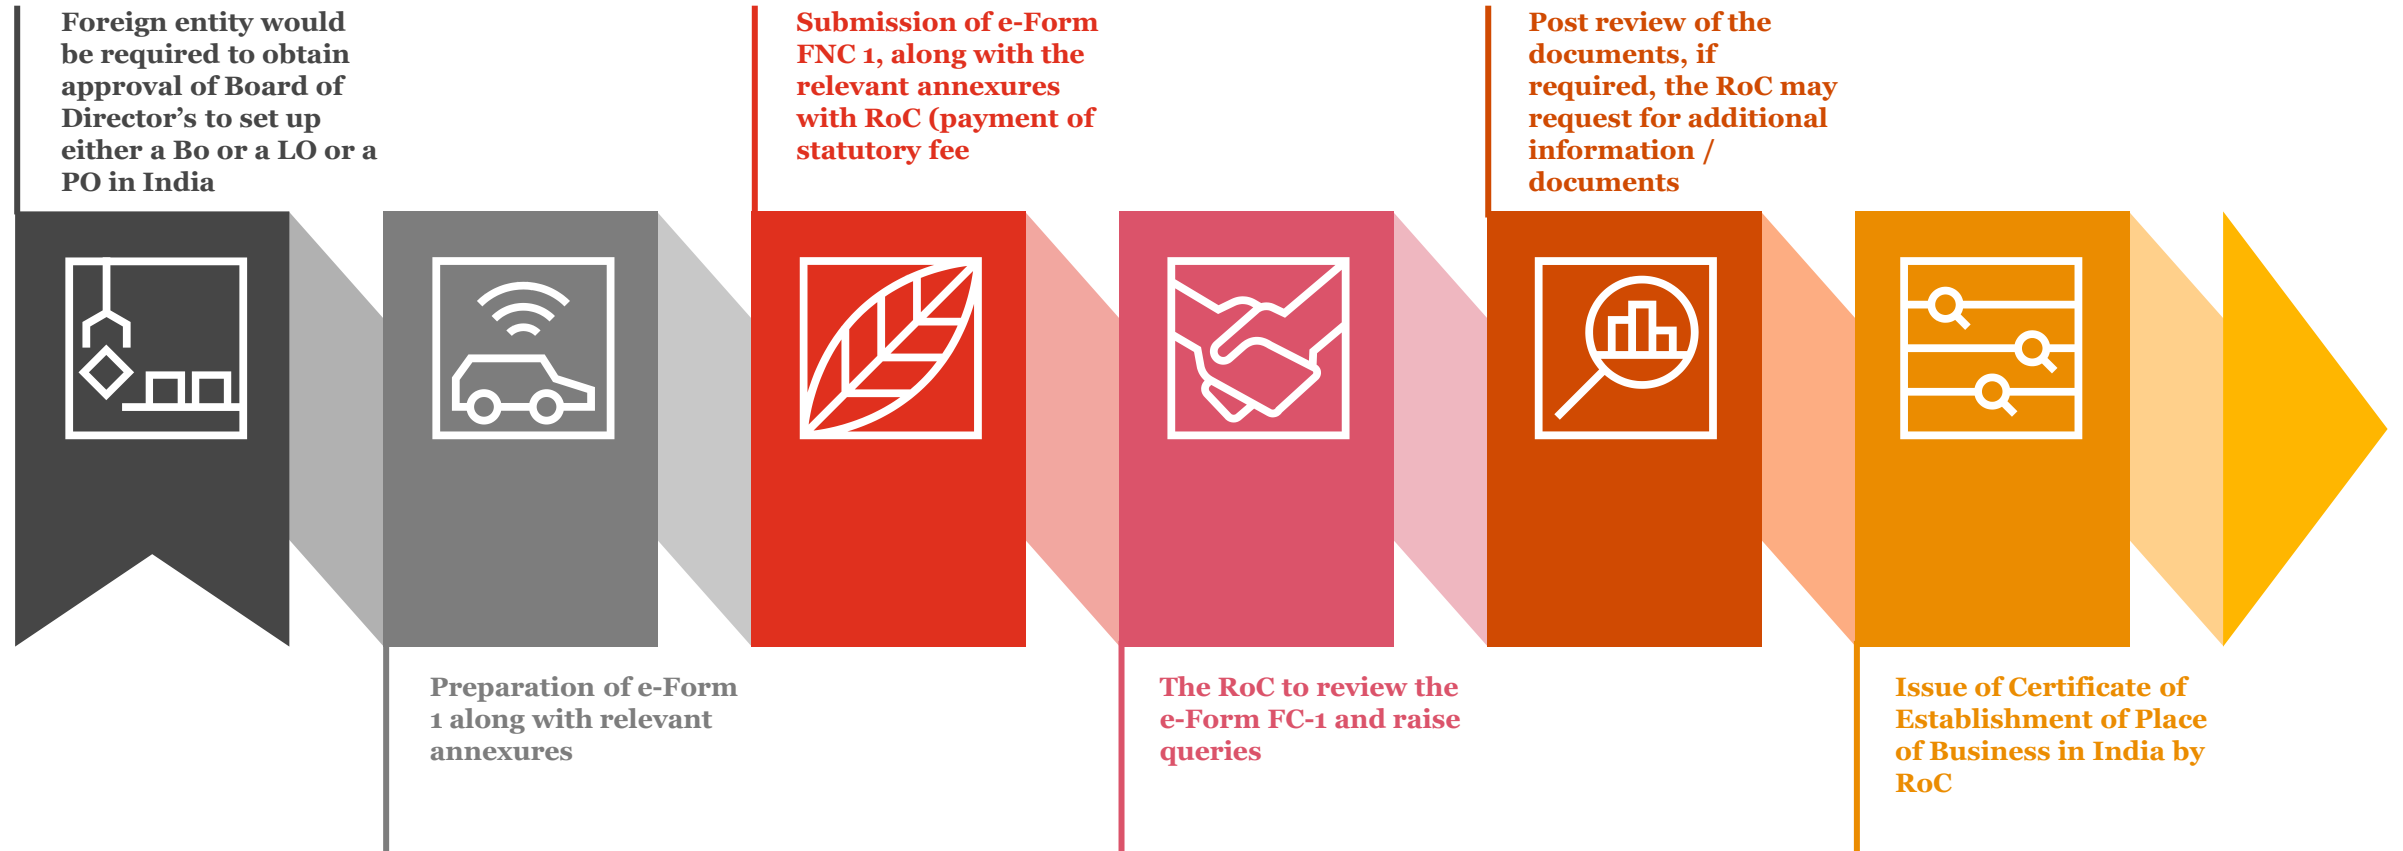 Foreign entity would
be required to obtain
approval of Board of
Director’s to set up
either a Bo or a LO or a
PO in India
Preparation of e-Form
1 along with relevant
annexures
Submission of e-Form
FNC 1, along with the
relevant annexures
with RoC (payment of
statutory fee
The RoC to review the
e-Form FC-1 and raise
queries
Post review of the
documents, if
required, the RoC may
request for additional
information /
documents
Issue of Certificate of
Establishment of Place
of Business in India by
RoC